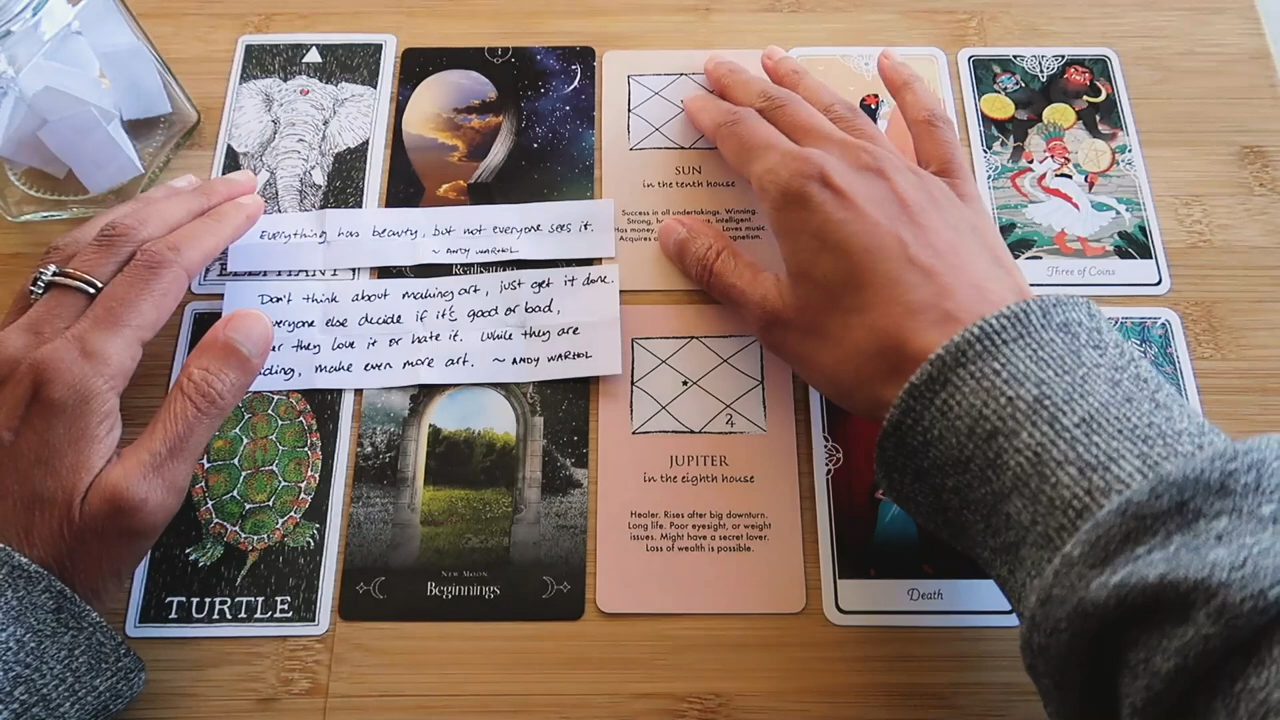 ELEPHANT
Everything has beauty, but not everyone sees it.
~ ANDY WARHOL
Realisation
Don't think about making art, just get it done.
everyone else decide if it's good or bad,
they love it or hate it. While they are
make even more art. ~ ANDY WARHOL
SUN
in the tenth house
Success in all undertakings. Winning.
Strong, intelligent.
Has money, Loves music.
Acquires
Three of Coins
TURTLE
NEW MOON
Beginnings
JUPITER
in the eighth house
Healer. Rises after big downturn.
Long life. Poor eyesight, or weight
issues. Might have a secret lover.
Loss of wealth is possible.
Death